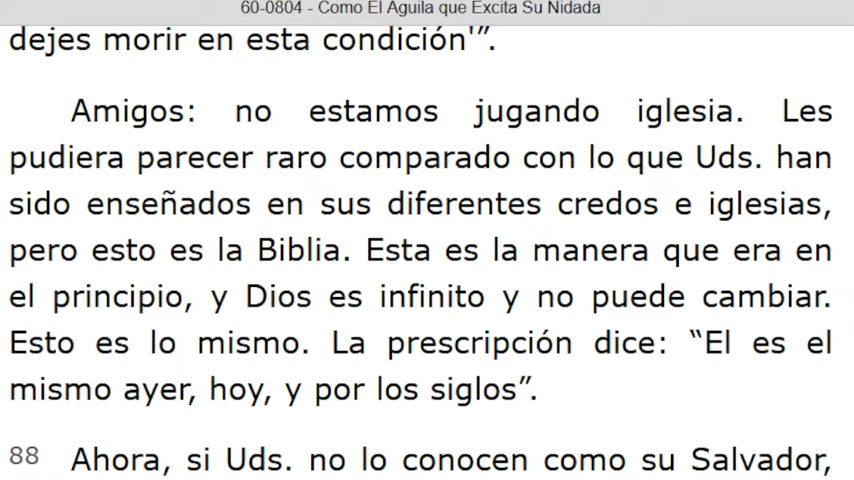 60-0804 - Como El Aguila que Excita Su Nidada
dejes morir en esta condición'”.
Amigos: no estamos jugando iglesia. Les
pudiera parecer raro comparado con lo que Uds. han
sido enseñados en sus diferentes credos e iglesias,
pero esto es la Biblia. Esta es la manera que era en
el principio, y Dios es infinito y no puede cambiar.
Esto es lo mismo. La prescripción dice: “El es el
mismo ayer, hoy, y por los siglos”.
88 Ahora, si Uds. no lo conocen como su Salvador,